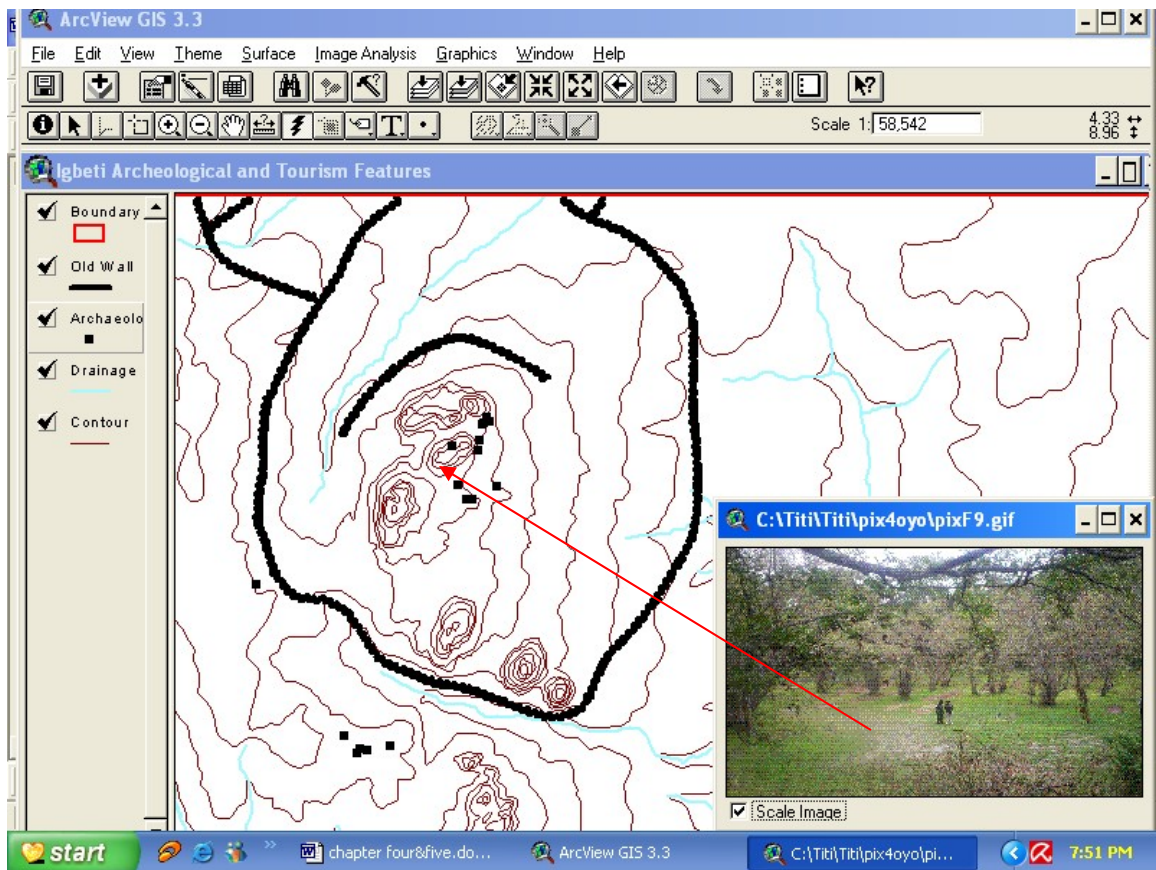 ArcView GIS 3.3
File Edit View Theme Surface Image Analysis Graphics Window Help
T
Scale 1: 58,542
4.33
8.96
Igbeti Archeological and Tourism Features
Boundary
Old Wall
Archaeolo
Drainage
Contour
C:\Titi\Titi\pix4oyo\pixF9.gif
Scale Image
start
chapter four&five.do...
ArcView GIS 3.3
C:\Titi\Titi\pix4oyo\pi...
7:51 PM